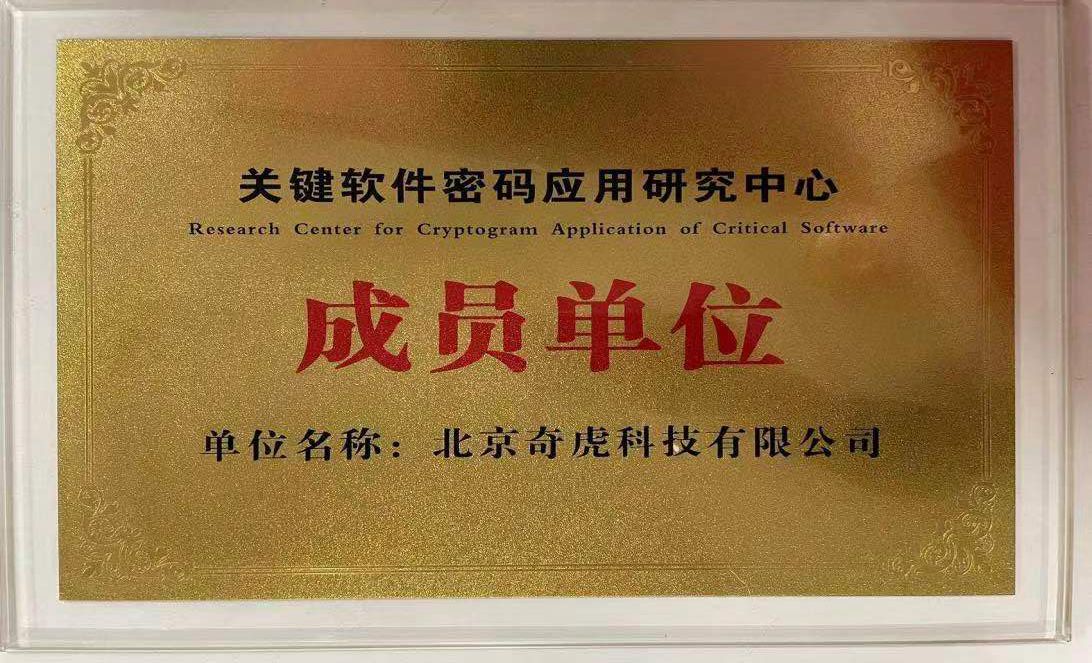 关键软件密码应用研究中心
Research Center for Cryptogram Application of Critical Software
成员单位
单位名称：北京奇虎科技有限公司